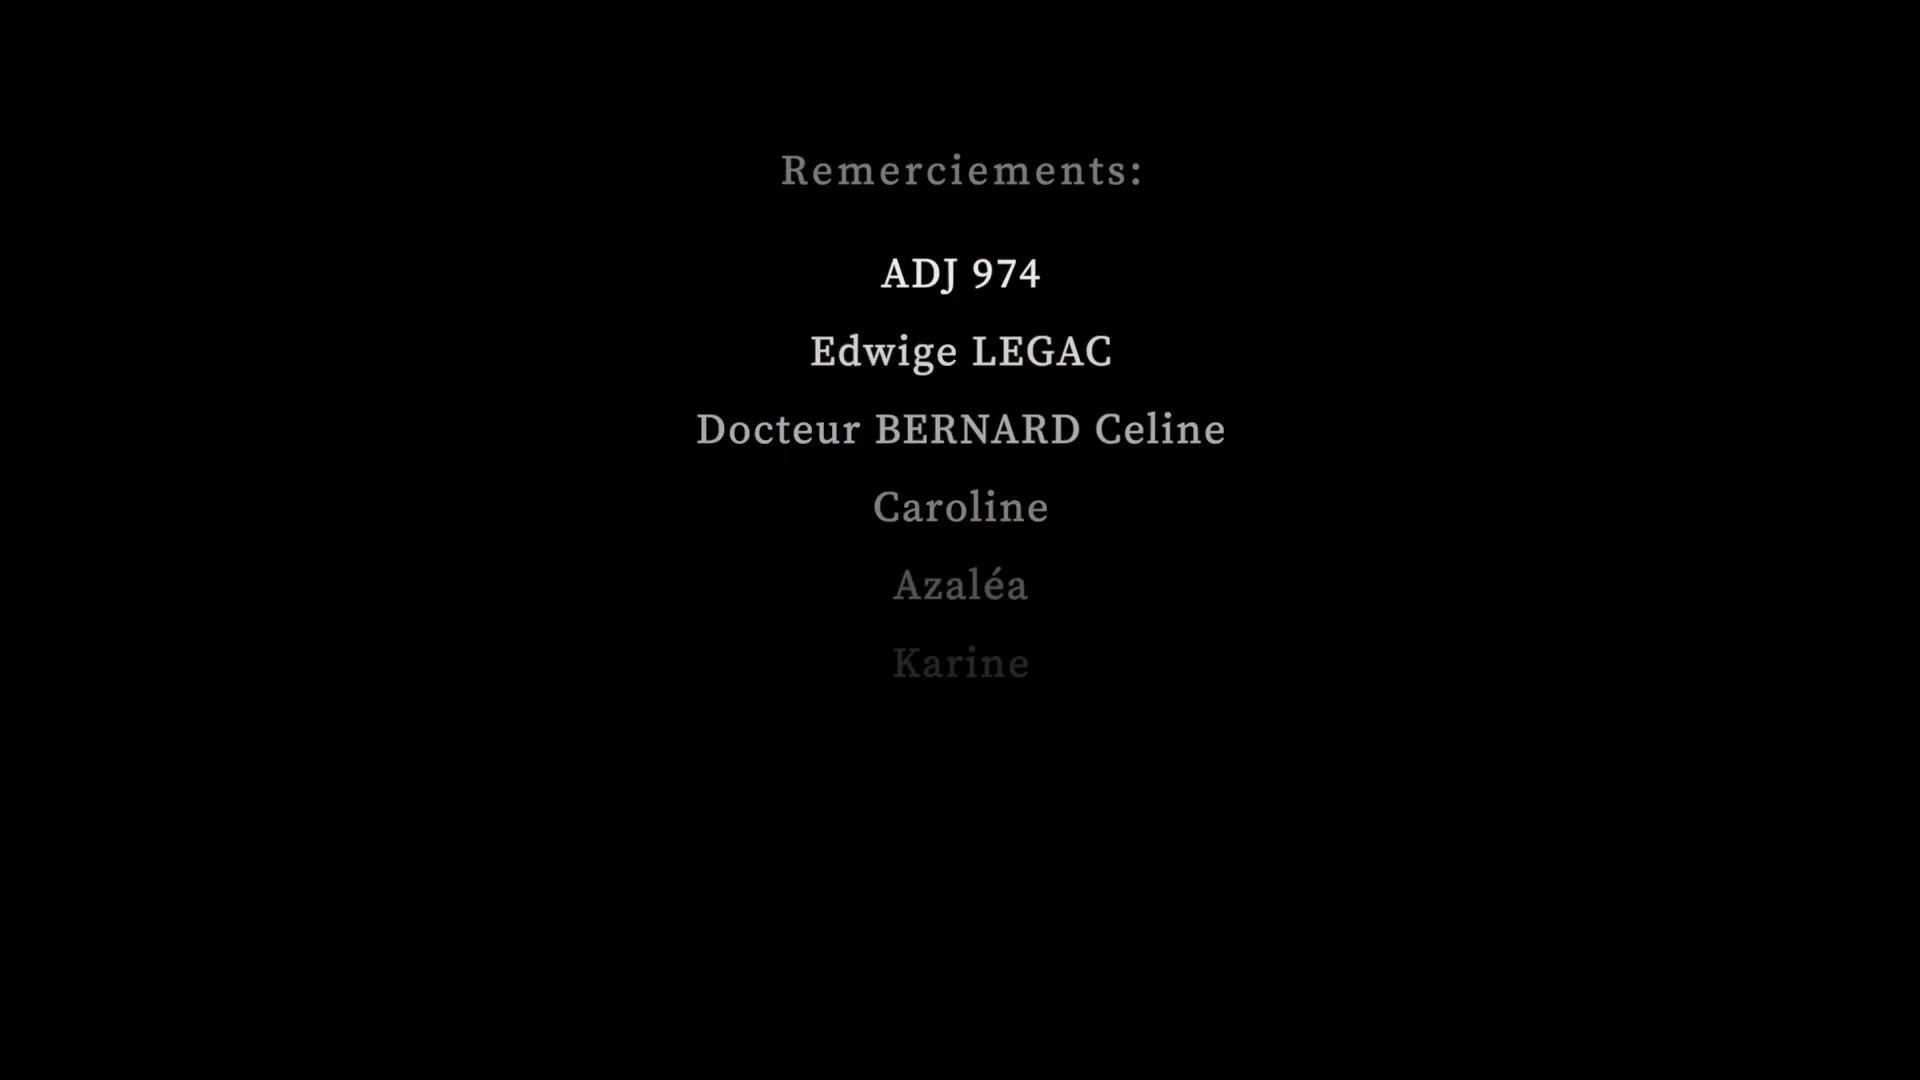 Remerciements:
ADJ 974
Edwige LEGAC
Docteur BERNARD Celine
Caroline
Azaléa
Karine